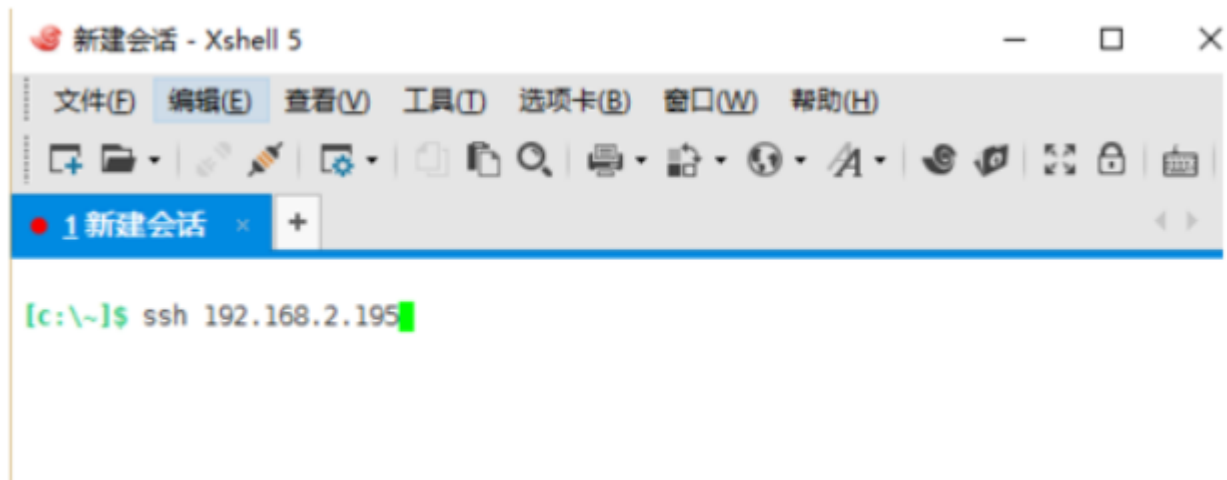 新建会话 - Xshell 5
文件(F) 编辑(E) 查看(V) 工具(T) 选项卡(B) 窗口(W) 帮助(H)
1 新建会话 × +
[c:\~]$ ssh 192.168.2.195